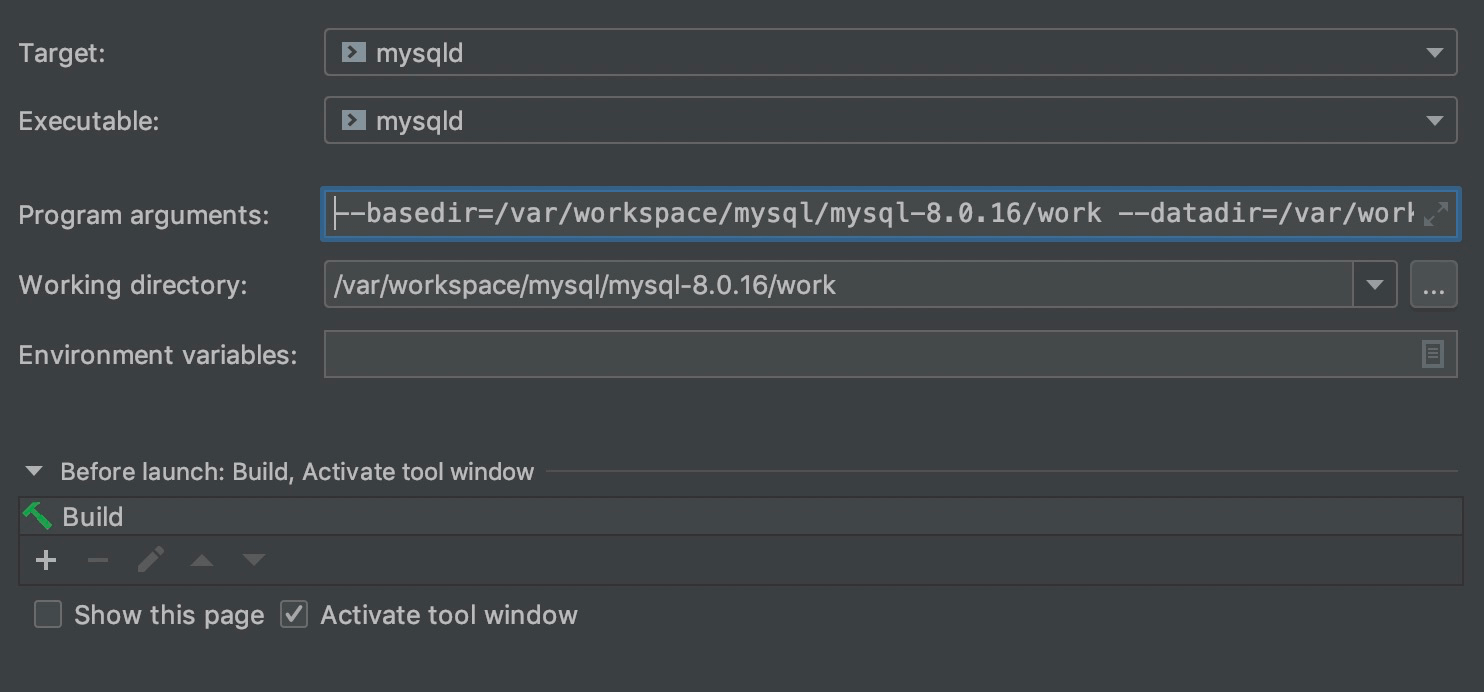 Target: mysqld
Executable: mysqld
Program arguments: --basedir=/var/workspace/mysql/mysql-8.0.16/work --datadir=/var/work
Working directory: /var/workspace/mysql/mysql-8.0.16/work ...
Environment variables:
Before launch: Build, Activate tool window
Build
Show this page Activate tool window